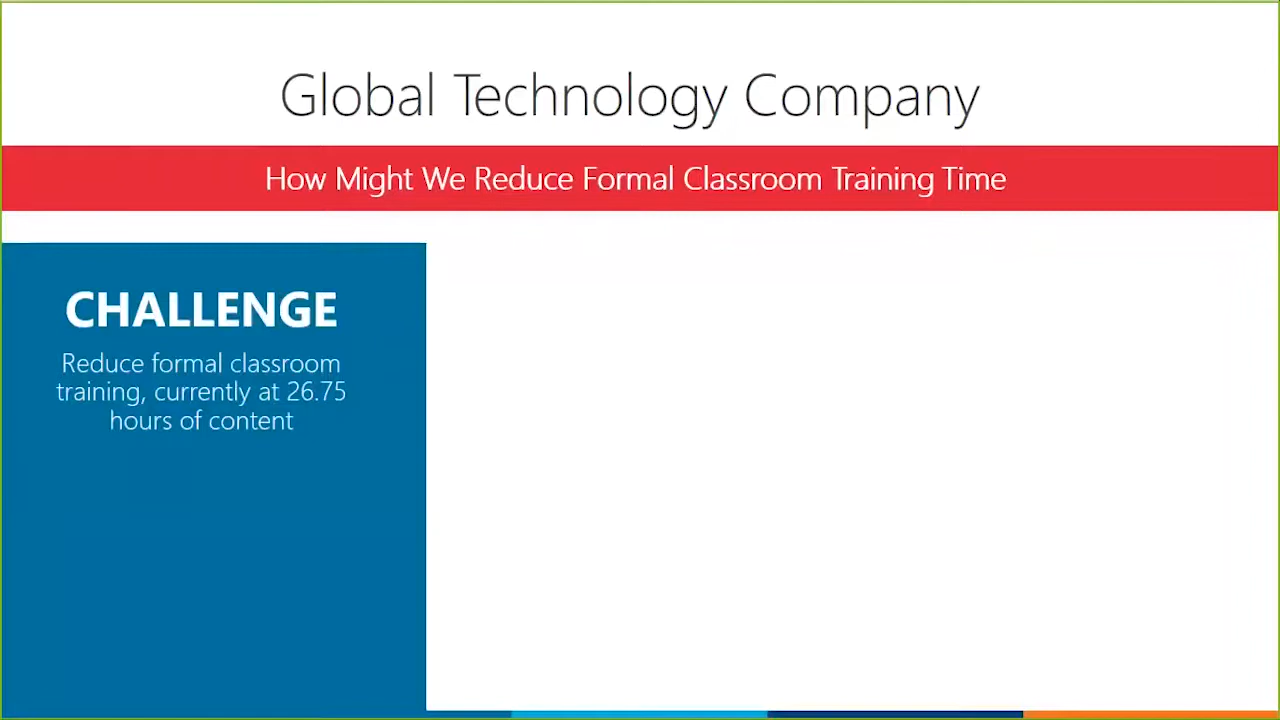 Global Technology Company
How Might We Reduce Formal Classroom Training Time
CHALLENGE
Reduce formal classroom
training, currently at 26.75
hours of content